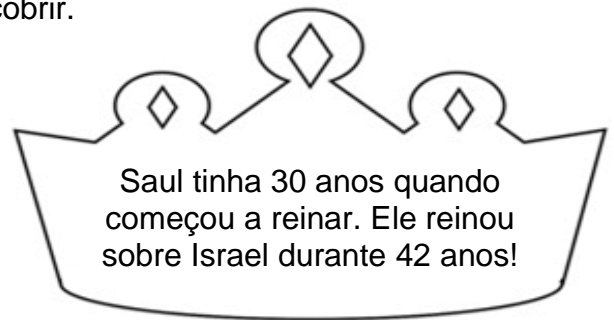 cobrir.
Saul tinha 30 anos quando
começou a reinar. Ele reinou
sobre Israel durante 42 anos!